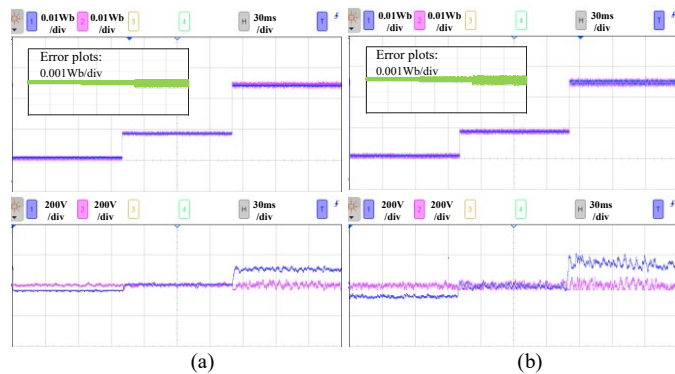 (a)
0.01Wb 0.01Wb 30ms
1 /div 2 /div 3 4 H /div T
Error plots:
0.001Wb/div
200V 200V 30ms
1 /div 2 /div 3 4 H /div T
(b)
0.01Wb 0.01Wb 30ms
1 /div 2 /div 3 4 H /div T
Error plots:
0.001Wb/div
200V 200V 30ms
1 /div 2 /div 3 4 H /div T
(a) (b)